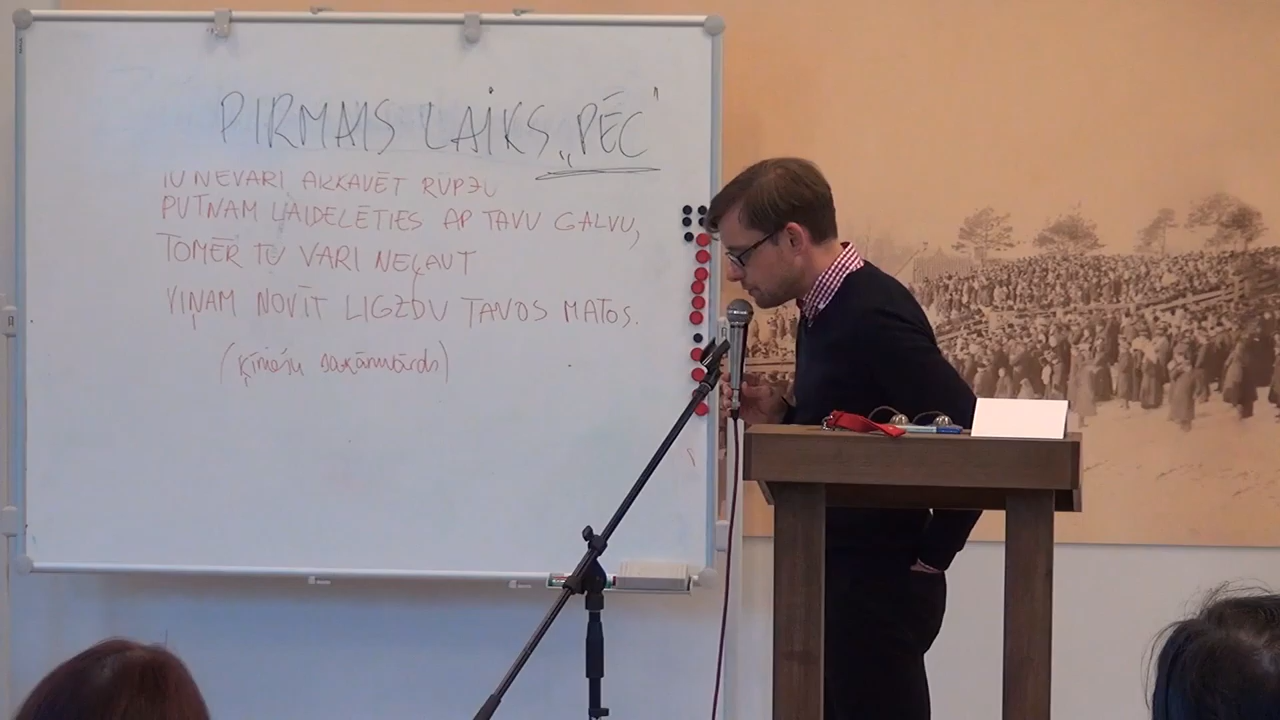 PIRMAIS LAIKS „PĒC"
TU NEVARI AIZKAVĒT RŪPJU
PUTNAM LAIDELĒTIES AP TAVU GALVU,
TOMĒR TU VARI NEĻAUT
VIŅAM NOVĪT LIGZDU TAVOS MATOS.
(ķīniešu sakāmvārds)